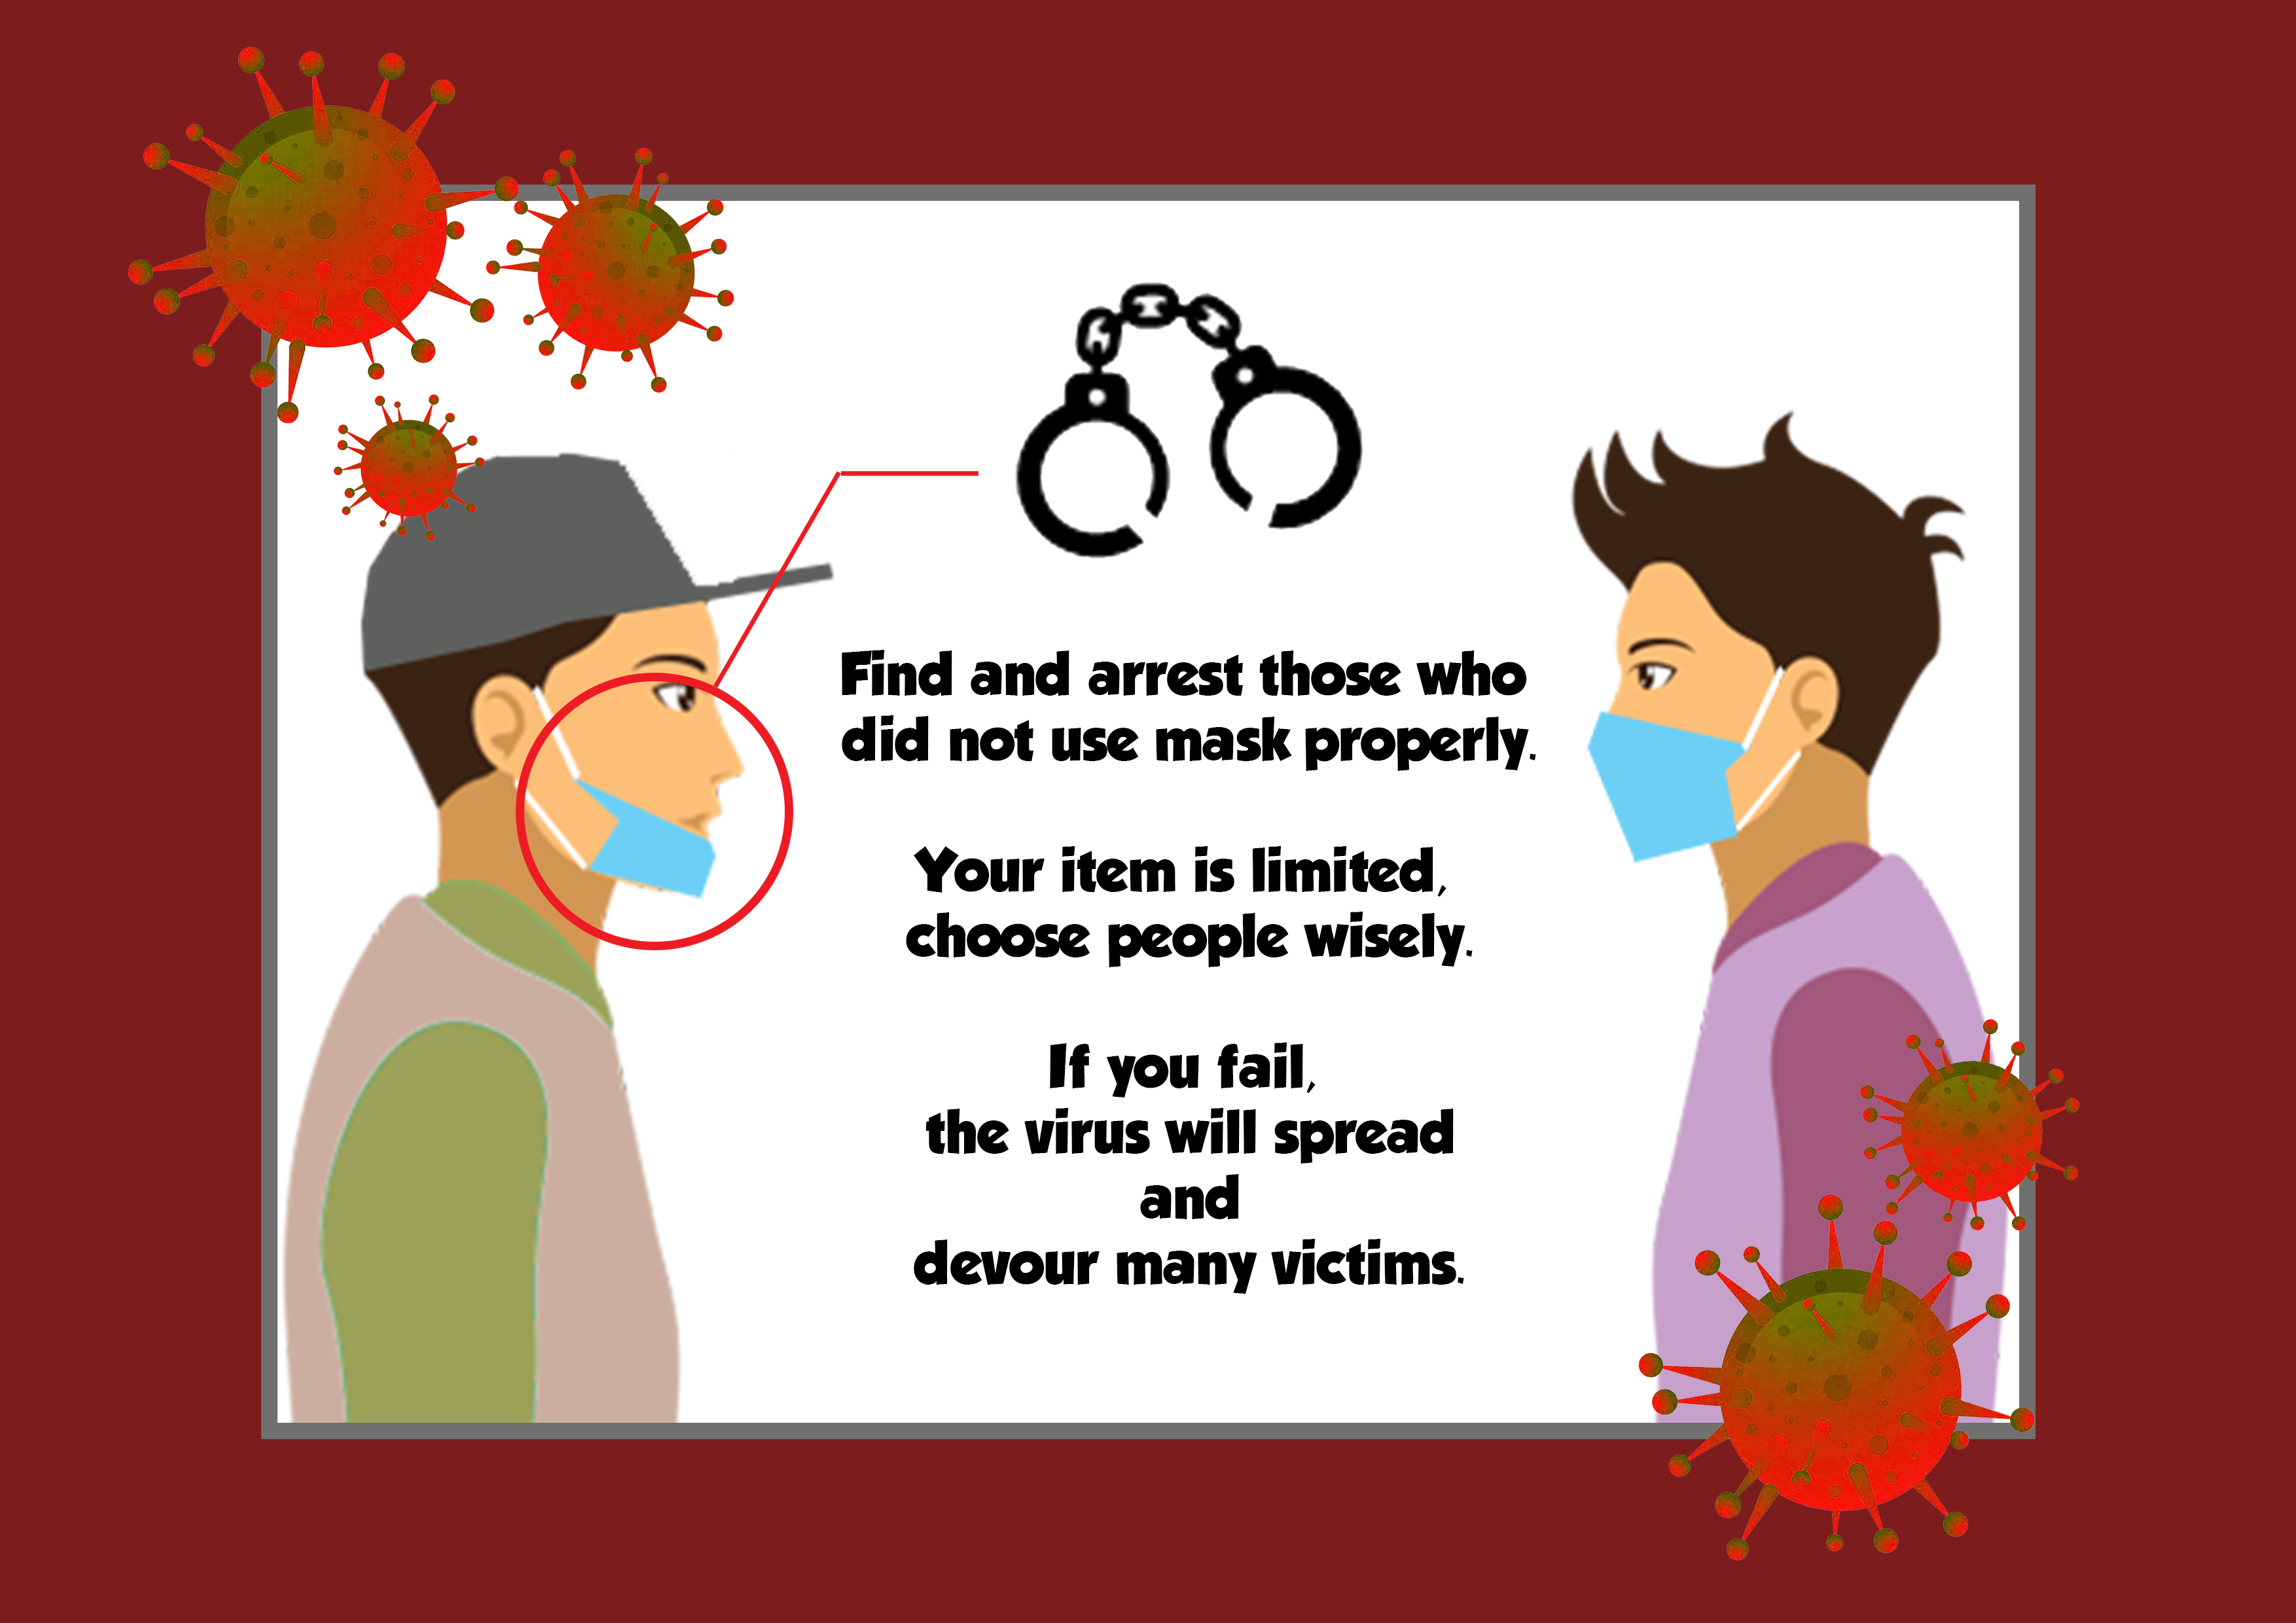 Find and arrest those who
did not use mask properly.
Your item is limited,
choose people wisely.
If you fail,
the virus will spread
and
devour many victims.